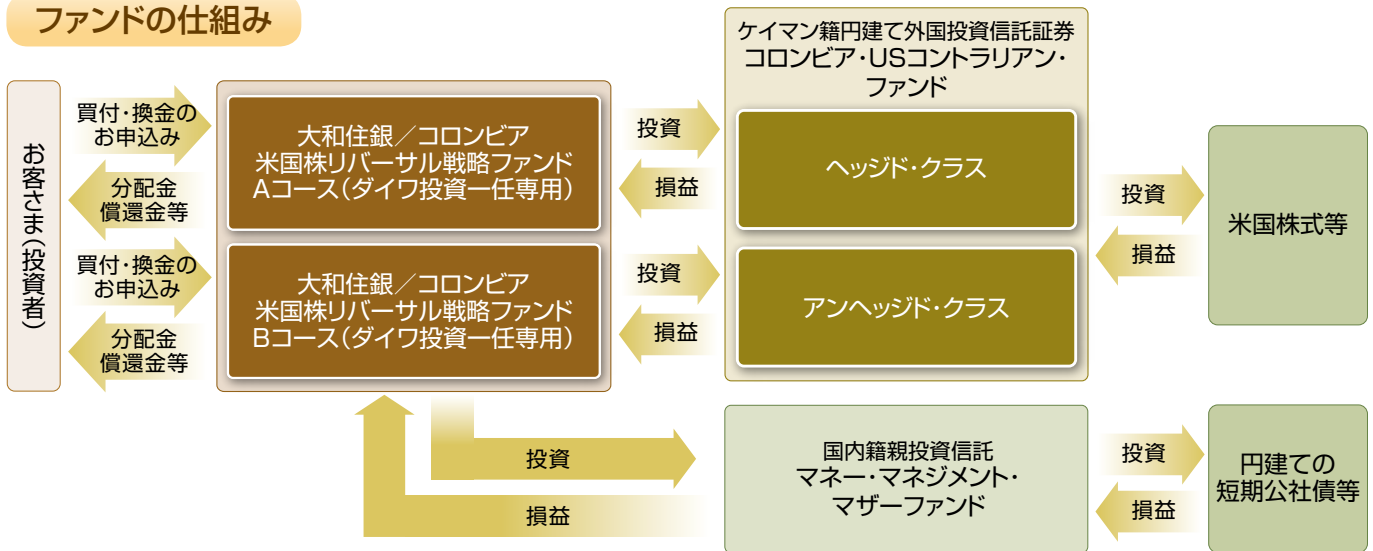 ファンドの仕組み
お客さま(投資者)
買付・換金の
お申込み
分配金
償還金等
買付・換金の
お申込み
分配金
償還金等
大和住銀／コロンビア
米国株リバーサル戦略ファンド
Aコース(ダイワ投資一任専用)
大和住銀／コロンビア
米国株リバーサル戦略ファンド
Bコース(ダイワ投資一任専用)
投資
損益
投資
損益
ケイマン籍円建て外国投資信託証券
コロンビア・USコントラリアン・
ファンド
ヘッジド・クラス
アンヘッジド・クラス
投資
損益
米国株式等
投資
損益
国内籍親投資信託
マネー・マネジメント・
マザーファンド
投資
損益
円建ての
短期公社債等